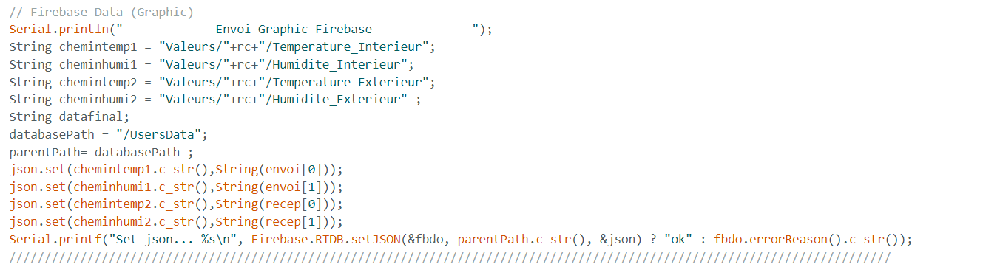 // Firebase Data (Graphic)
Serial.println("-------------Envoi Graphic Firebase--------------");
String chemintemp1 = "Valeurs/"+rc+"/Temperature_Interieur";
String cheminhumi1 = "Valeurs/"+rc+"/Humidite_Interieur";
String chemintemp2 = "Valeurs/"+rc+"/Temperature_Exterieur";
String cheminhumi2 = "Valeurs/"+rc+"/Humidite_Exterieur" ;
String datafinal;
databasePath = "/UsersData";
parentPath= databasePath ;
json.set(chemintemp1.c_str(),String(envoi[0]));
json.set(cheminhumi1.c_str(),String(envoi[1]));
json.set(chemintemp2.c_str(),String(recep[0]));
json.set(cheminhumi2.c_str(),String(recep[1]));
Serial.printf("Set json... %s\n", Firebase.RTDB.setJSON(&fbdo, parentPath.c_str(), &json) ? "ok" : fbdo.errorReason().c_str());
////////////////////////////////////////////////////////////////////////////////////////////////////////////////////////////